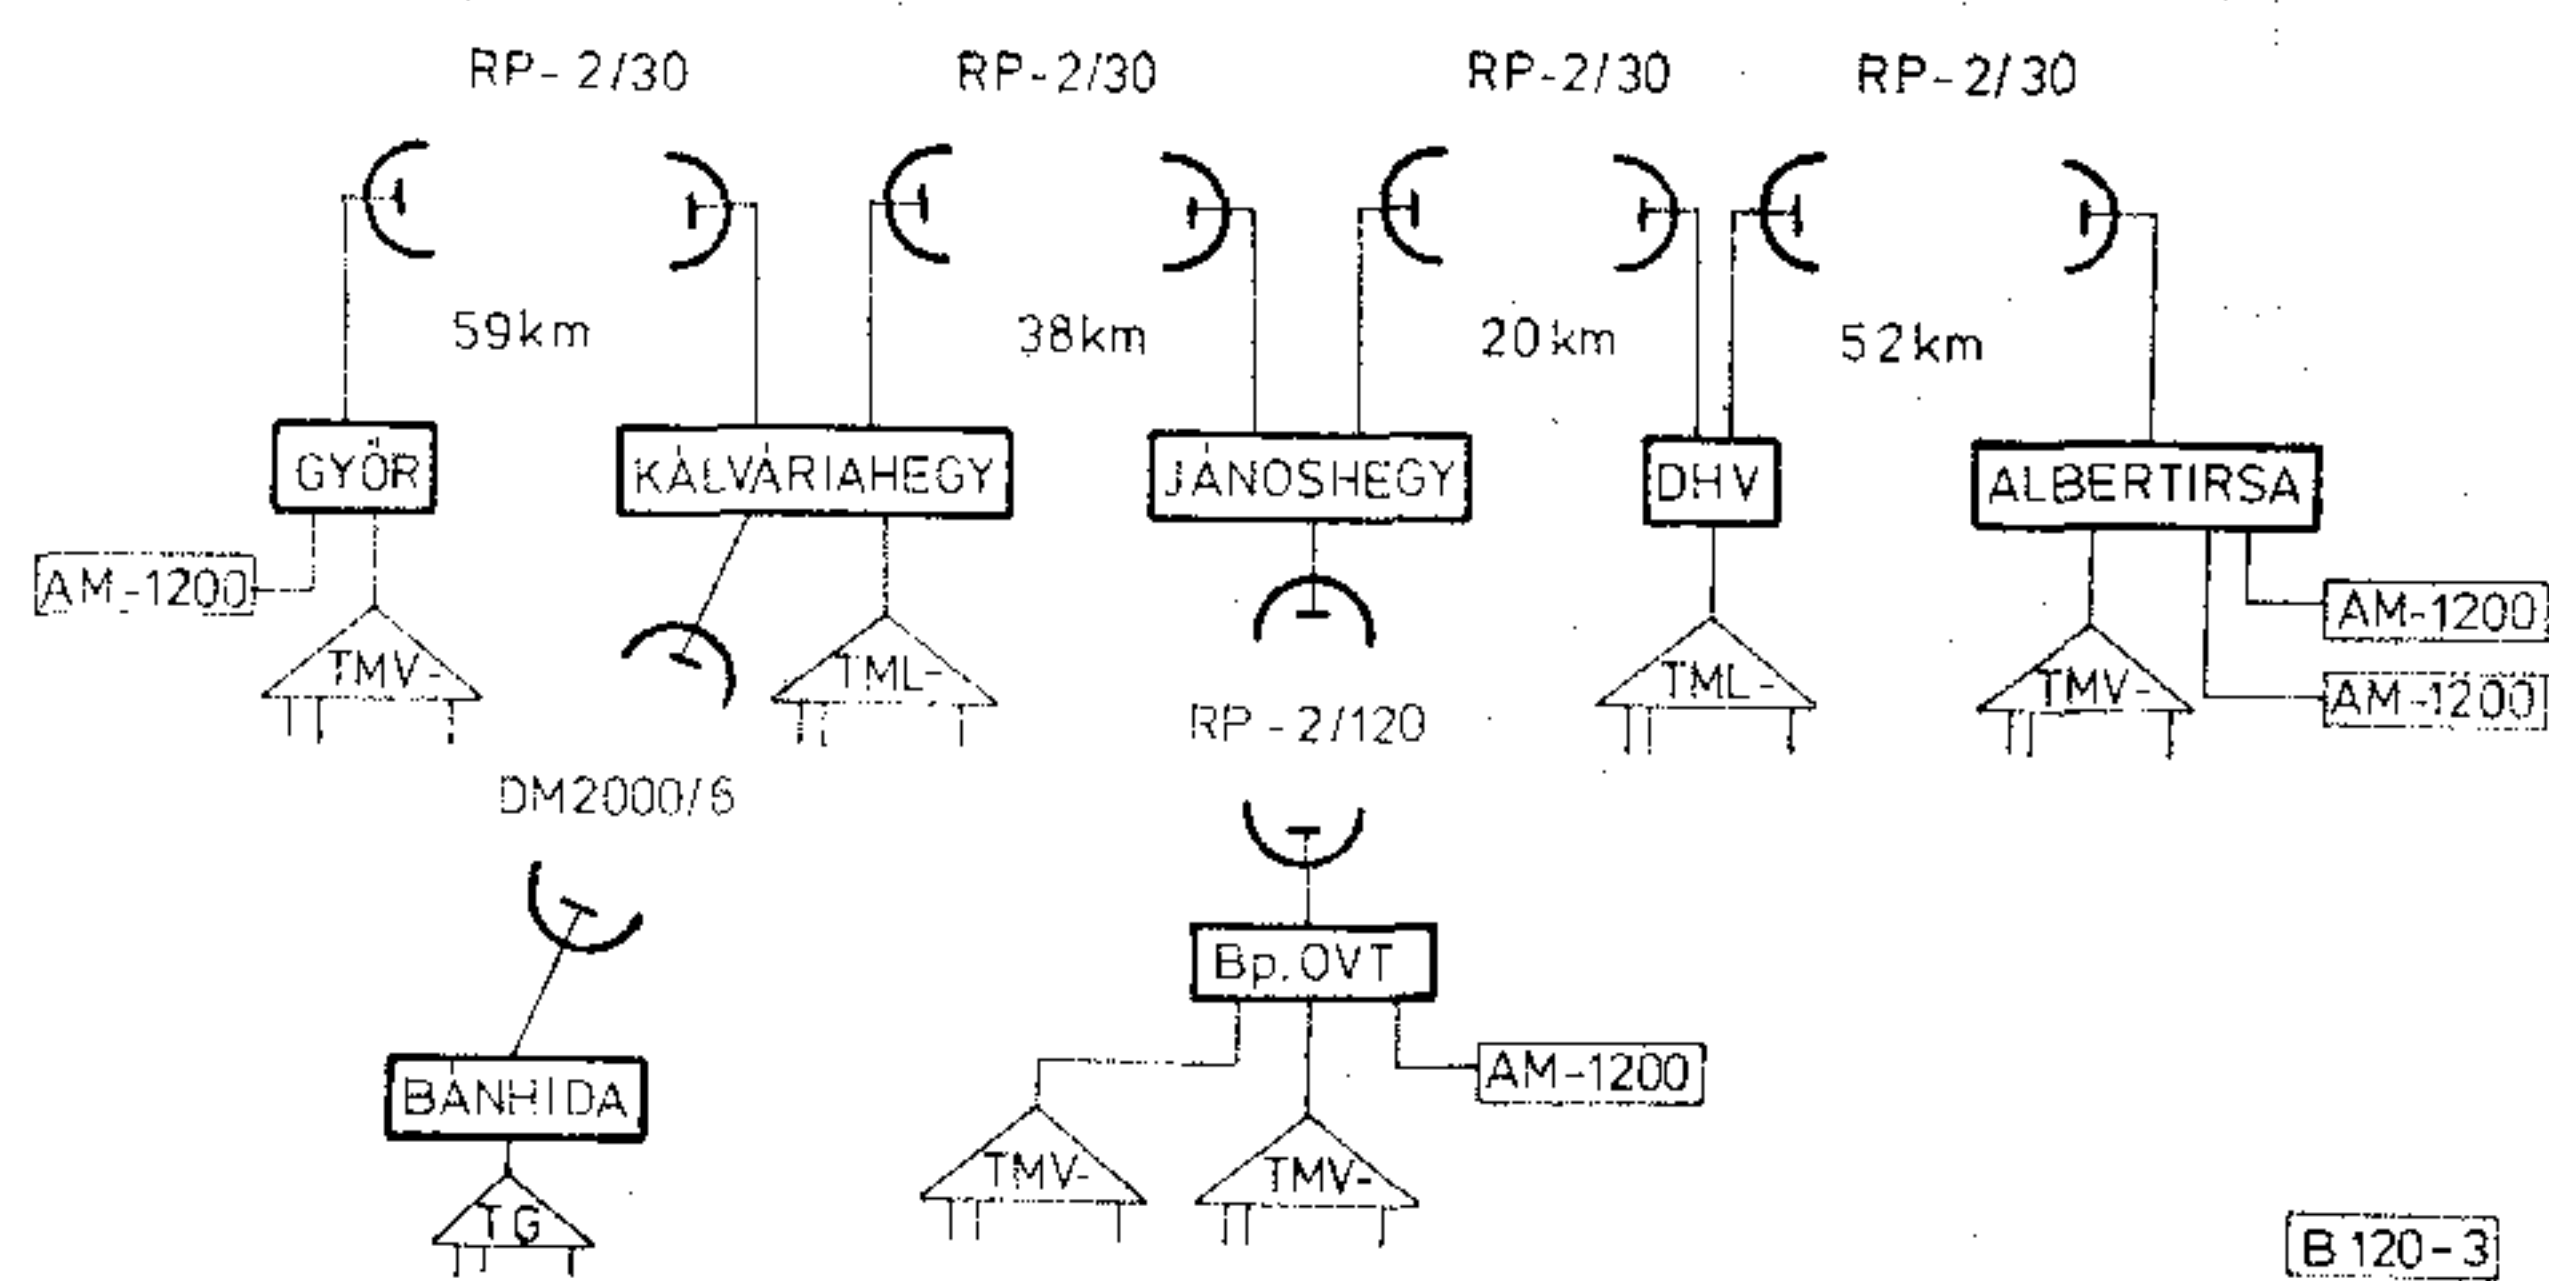 RP-2/30 RP-2/30 RP-2/30 RP-2/30
59km 38km 20km 52km
GYŐR KÁLVÁRIAHEGY JÁNOSHEGY DHV ALBERTIRSA
AM-1200 AM-1200
TMV- TML- TML- TMV- AM-1200
RP-2/120
DM2000/6
Bp.OVT
BÁNHIDA AM-1200
TMV- TMV-
TG
B120-3